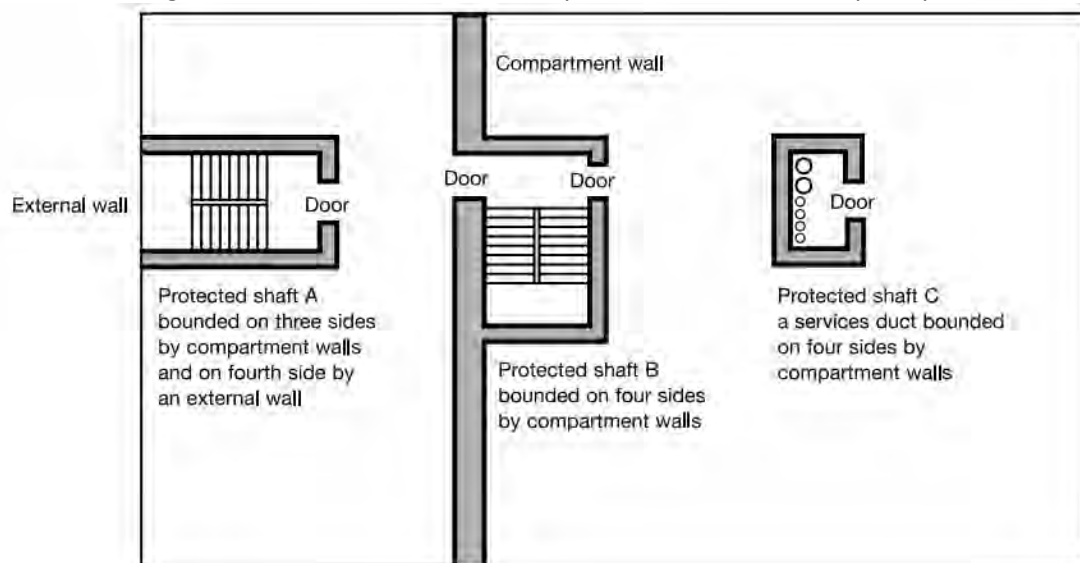 Compartment wall
Door
Door
External wall
Door
Door
Protected shaft A
bounded on three sides
by compartment walls
and on fourth side by
an external wall
Protected shaft B
bounded on four sides
by compartment walls
Protected shaft C
a services duct bounded
on four sides by
compartment walls